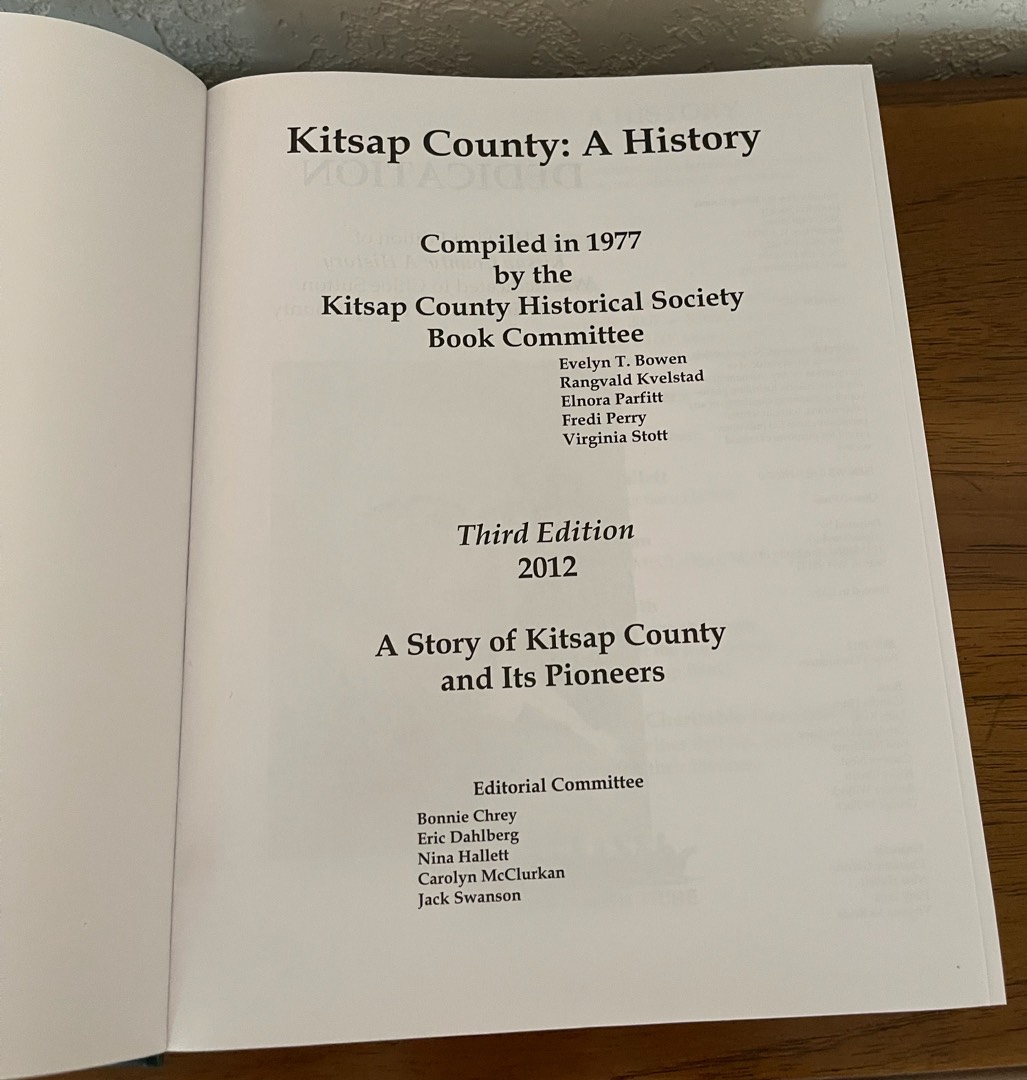 Kitsap County: A History
Compiled in 1977
by the
Kitsap County Historical Society
Book Committee
Evelyn T. Bowen
Rangvald Kvelstad
Elnora Parfitt
Fredi Perry
Virginia Stott
Third Edition
2012
A Story of Kitsap County
and Its Pioneers
Editorial Committee
Bonnie Chrey
Eric Dahlberg
Nina Hallett
Carolyn McClurkan
Jack Swanson
DEDICATION